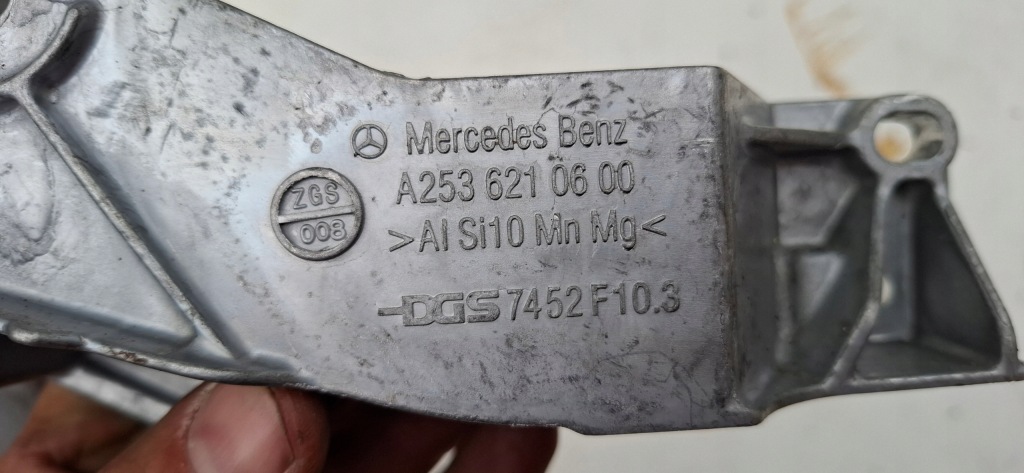 Mercedes Benz
A253 621 06 00
>Al Si10 Mn Mg<
ZGS
008
DGS 7452 F10.3